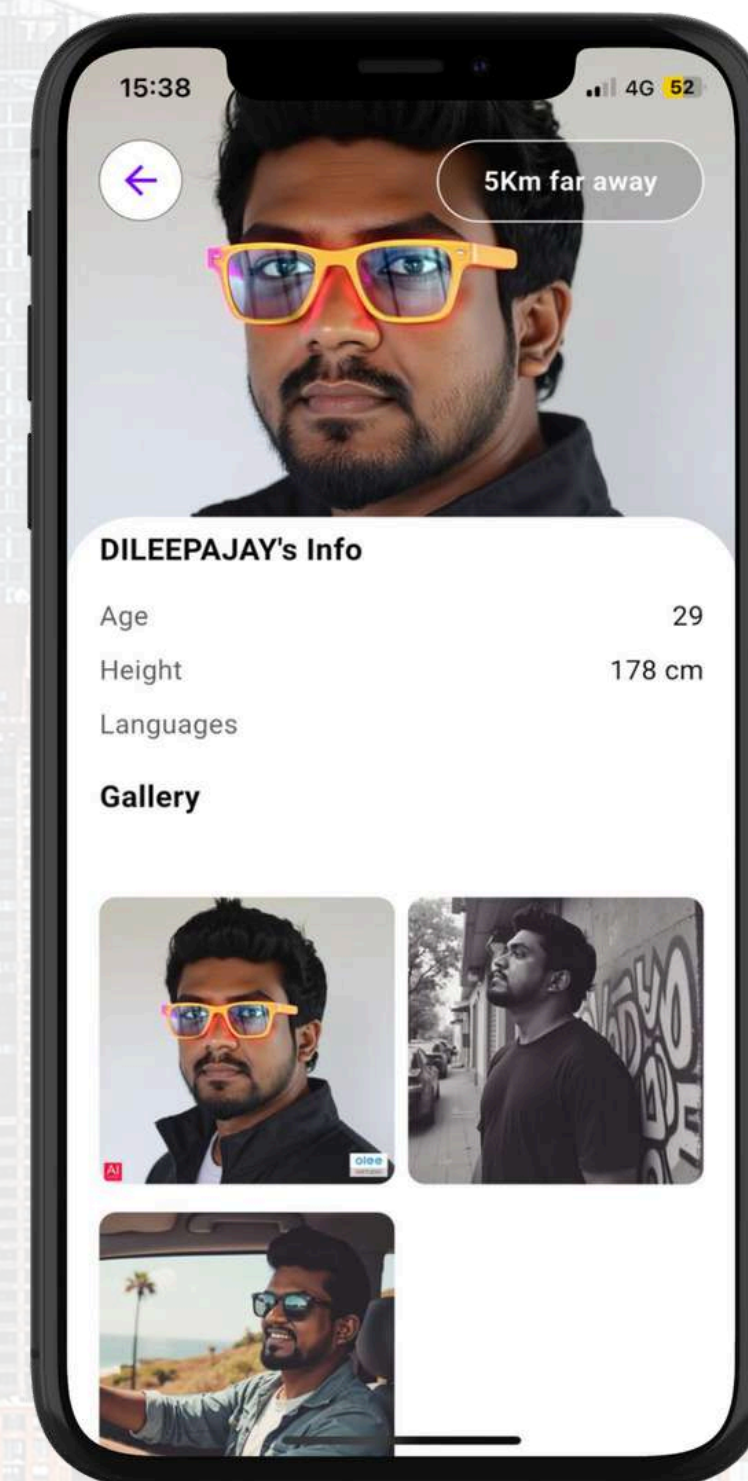 15:38
4G 52
5Km far away
DILEEPAJAY's Info
Age 29
Height 178 cm
Languages
Gallery
AI
olee